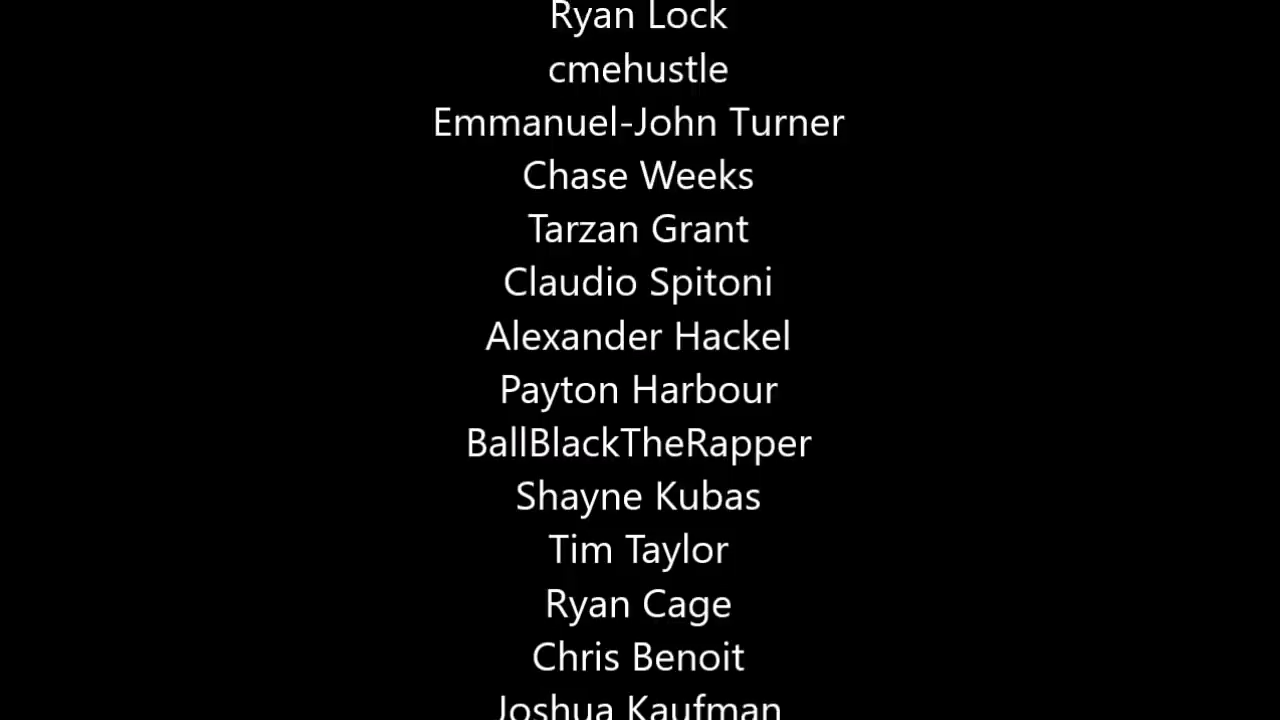 Ryan Lock
cmehustle
Emmanuel-John Turner
Chase Weeks
Tarzan Grant
Claudio Spitoni
Alexander Hackel
Payton Harbour
BallBlackTheRapper
Shayne Kubas
Tim Taylor
Ryan Cage
Chris Benoit
Joshua Kaufman